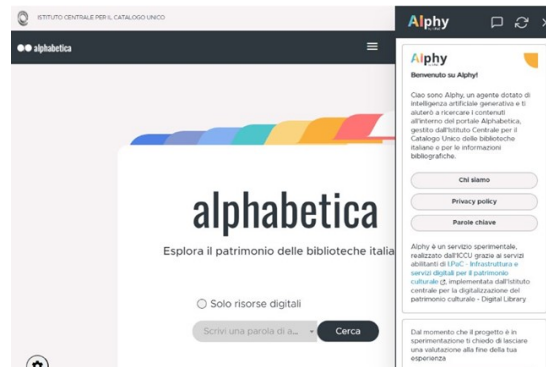 ISTITUTO CENTRALE PER IL CATALOGO UNICO
alphabetica
alphabetica
Esplora il patrimonio delle biblioteche italia
Solo risorse digitali
Scrivi una parola di a...
Cerca
Alphy
Alphy
Benvenuto su Alphy!
Ciao sono Alphy, un agente dotato di
intelligenza artificiale generativa e ti
aiuterò a ricercare i contenuti
all'interno del portale Alphabetica,
gestito dall'Istituto Centrale per il
Catalogo Unico delle biblioteche
italiane e per le informazioni
bibliografiche.
Chi siamo
Privacy policy
Parole chiave
Alphy è un servizio sperimentale,
realizzato dall'ICCU grazie ai servizi
abilitanti di I.PaC - Infrastruttura e
servizi digitali per il patrimonio
culturale, implementata dall'Istituto
centrale per la digitalizzazione del
patrimonio culturale - Digital Library
Dal momento che il progetto è in
sperimentazione ti chiedo di lasciare
una valutazione alla fine della tua
esperienza